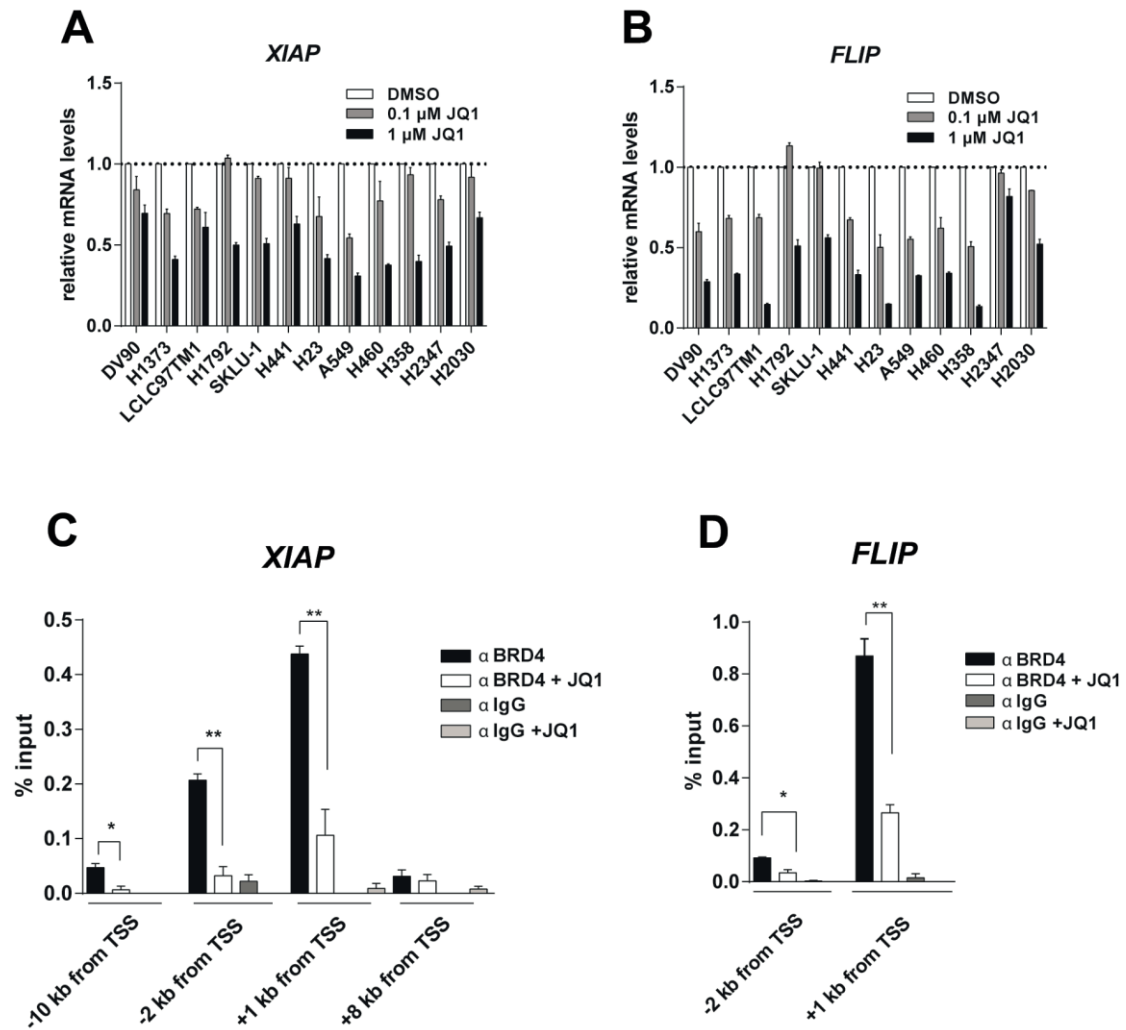 A
XIAP
DMSO
0.1 µM JQ1
1 µM JQ1
relative mRNA levels
1.5
1.0
0.5
0.0
DV90
H1373
LCLC97TM1
H1792
SKLU-1
H441
H23
A549
H460
H358
H2347
H2030
B
FLIP
DMSO
0.1 µM JQ1
1 µM JQ1
relative mRNA levels
1.5
1.0
0.5
0.0
DV90
H1373
LCLC97TM1
H1792
SKLU-1
H441
H23
A549
H460
H358
H2347
H2030
C
XIAP
α BRD4
α BRD4 + JQ1
α IgG
α IgG +JQ1
% input
0.5
0.4
0.3
0.2
0.1
0.0
*
**
**
-10 kb from TSS
-2 kb from TSS
+1 kb from TSS
+8 kb from TSS
D
FLIP
α BRD4
α BRD4 + JQ1
α IgG
α IgG +JQ1
% input
1.0
0.8
0.6
0.4
0.2
0.0
*
**
-2 kb from TSS
+1 kb from TSS